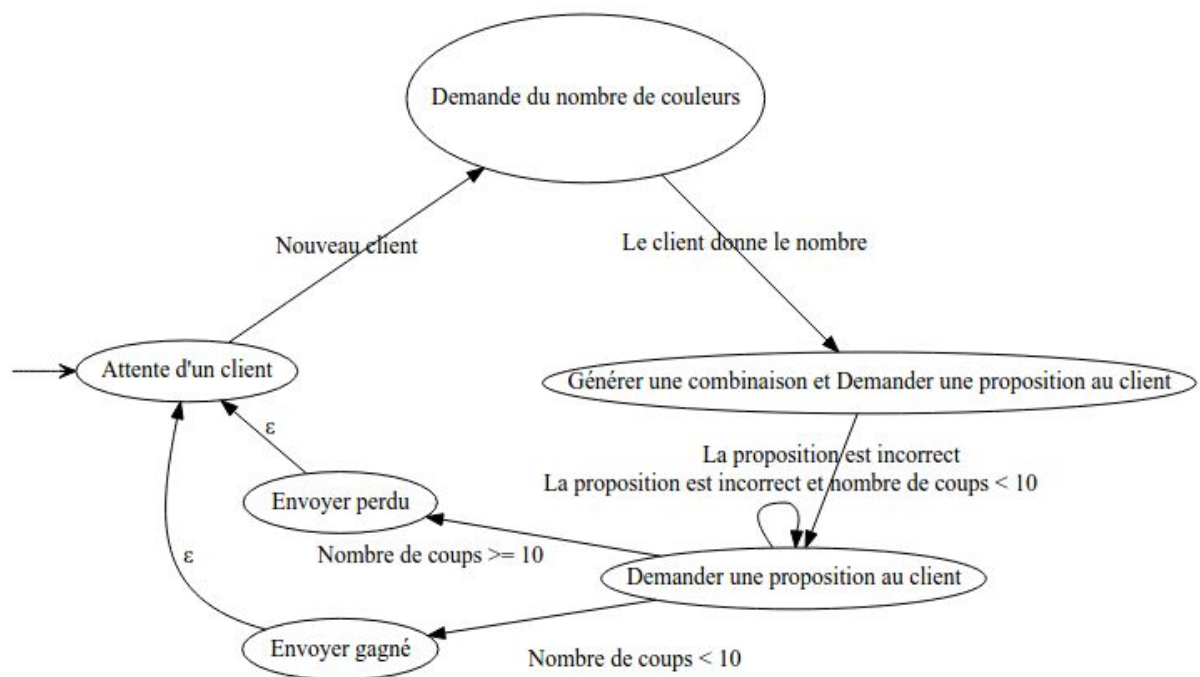 Demande du nombre de couleurs
Nouveau client
Le client donne le nombre
Attente d'un client
Générer une combinaison et Demander une proposition au client
ε
La proposition est incorrect
La proposition est incorrect et nombre de coups < 10
Envoyer perdu
ε
Nombre de coups >= 10
Demander une proposition au client
Envoyer gagné
Nombre de coups < 10